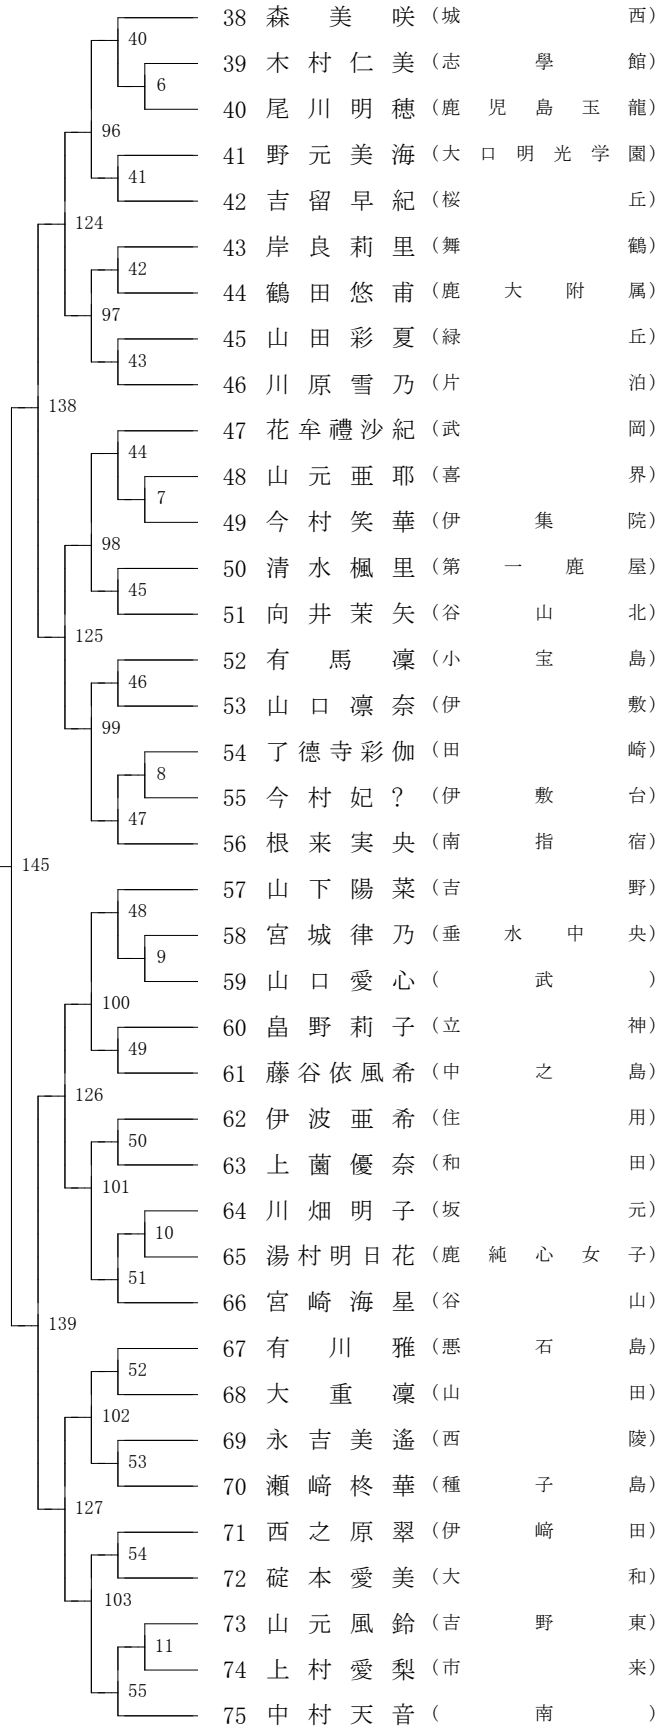 38 森美咲 (城西)
40
39 木村仁美 (志學館)
6
40 尾川明穂 (鹿児島玉龍)
96
41 野元美海 (大口明光学園)
41
42 吉留早紀 (桜丘)
124
43 岸良莉里 (舞鶴)
42
44 鶴田悠甫 (鹿大附属)
97
45 山田彩夏 (緑丘)
43
46 川原雪乃 (片泊)
138
47 花牟禮沙紀 (武岡)
44
48 山元亜耶 (喜界)
7
49 今村笑華 (伊集院)
98
50 清水楓里 (第一鹿屋)
45
51 向井茉矢 (谷山北)
125
52 有馬凜 (小宝島)
46
53 山口凛奈 (伊敷)
99
54 了德寺彩伽 (田崎)
8
55 今村妃? (伊敷台)
47
56 根来実央 (南指宿)
145
57 山下陽菜 (吉野)
48
58 宮城律乃 (垂水中央)
9
59 山口愛心 (武)
100
60 畠野莉子 (立神)
49
61 藤谷依風希 (中之島)
126
62 伊波亜希 (住用)
50
63 上薗優奈 (和田)
101
64 川畑明子 (坂元)
10
65 湯村明日花 (鹿純心女子)
51
66 宮崎海星 (谷山)
139
67 有川雅 (悪石島)
52
68 大重凜 (山田)
102
69 永吉美遙 (西陵)
53
70 瀬﨑柊華 (種子島)
127
71 西之原翠 (伊﨑田)
54
72 碇本愛美 (大和)
103
73 山元風鈴 (吉野東)
11
74 上村愛梨 (市来)
55
75 中村天音 (南)